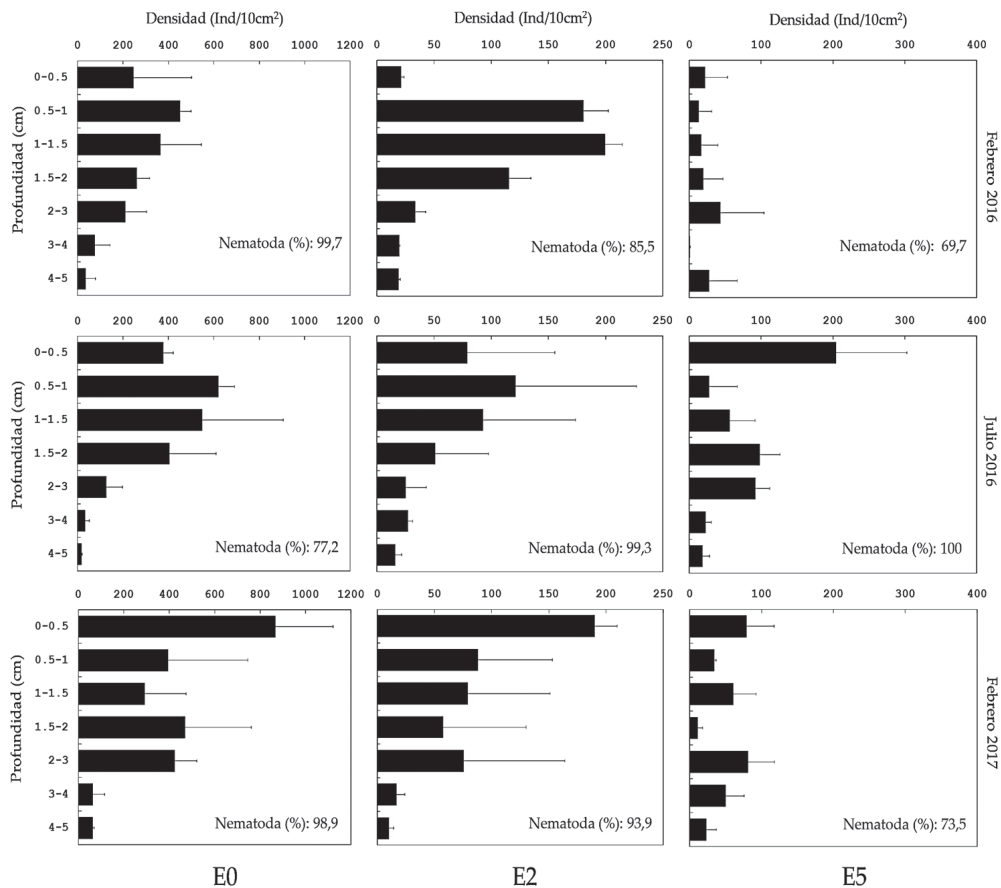 Densidad (Ind/10cm²) Densidad (Ind/10cm²) Densidad (Ind/10cm²)
0 200 400 600 800 1000 1200 0 50 100 150 200 250 0 100 200 300 400
Profundidad (cm)
0-0.5
0.5-1
1-1.5
1.5-2
2-3
3-4
4-5
Nematoda (%): 99,7
Nematoda (%): 85,5
Nematoda (%): 69,7
Febrero 2016
0 200 400 600 800 1000 1200 0 50 100 150 200 250 0 100 200 300 400
Profundidad (cm)
0-0.5
0.5-1
1-1.5
1.5-2
2-3
3-4
4-5
Nematoda (%): 77,2
Nematoda (%): 99,3
Nematoda (%): 100
Julio 2016
0 200 400 600 800 1000 1200 0 50 100 150 200 250 0 100 200 300 400
Profundidad (cm)
0-0.5
0.5-1
1-1.5
1.5-2
2-3
3-4
4-5
Nematoda (%): 98,9
Nematoda (%): 93,9
Nematoda (%): 73,5
Febrero 2017
E0 E2 E5